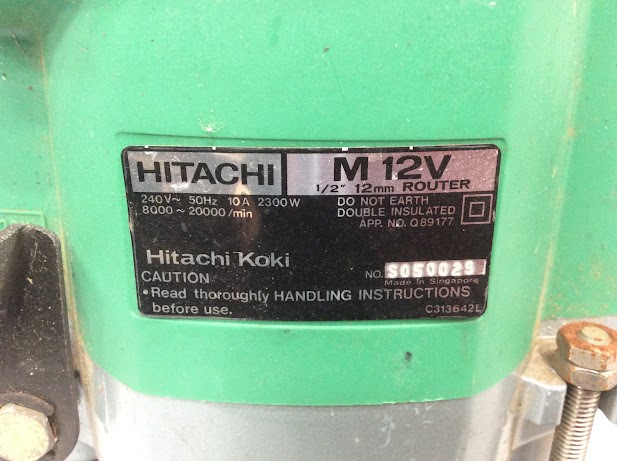 HITACHI
M 12V
1/2" 12mm ROUTER
240V~ 50Hz 10A 2300W
8000~20000/min
DO NOT EARTH
DOUBLE INSULATED
APP. NO. Q89177
Hitachi Koki
NO. S050029
Made in Singapore
CAUTION
•Read thoroughly HANDLING INSTRUCTIONS
before use.
C313642L